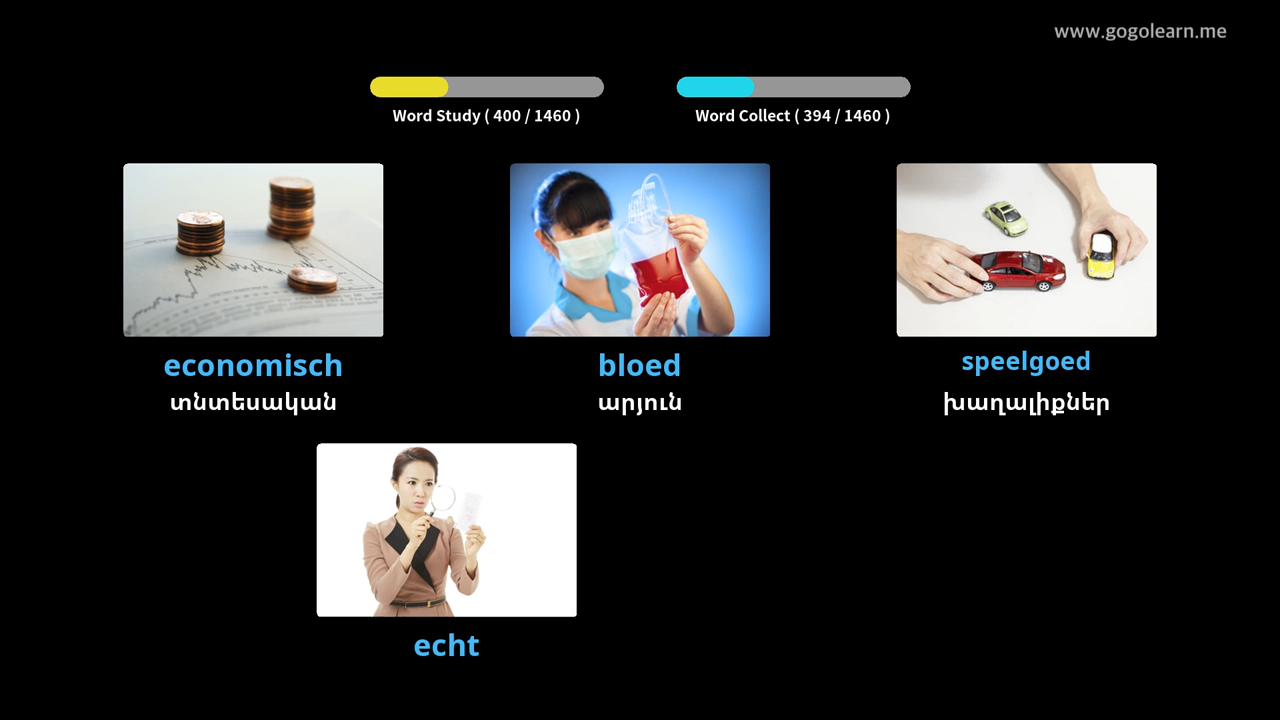 www.gogolearn.me
Word Study ( 400 / 1460 )
Word Collect ( 394 / 1460 )
economisch
bloed
speelgoed
տնտեսական
արյուն
խաղալիքներ
echt